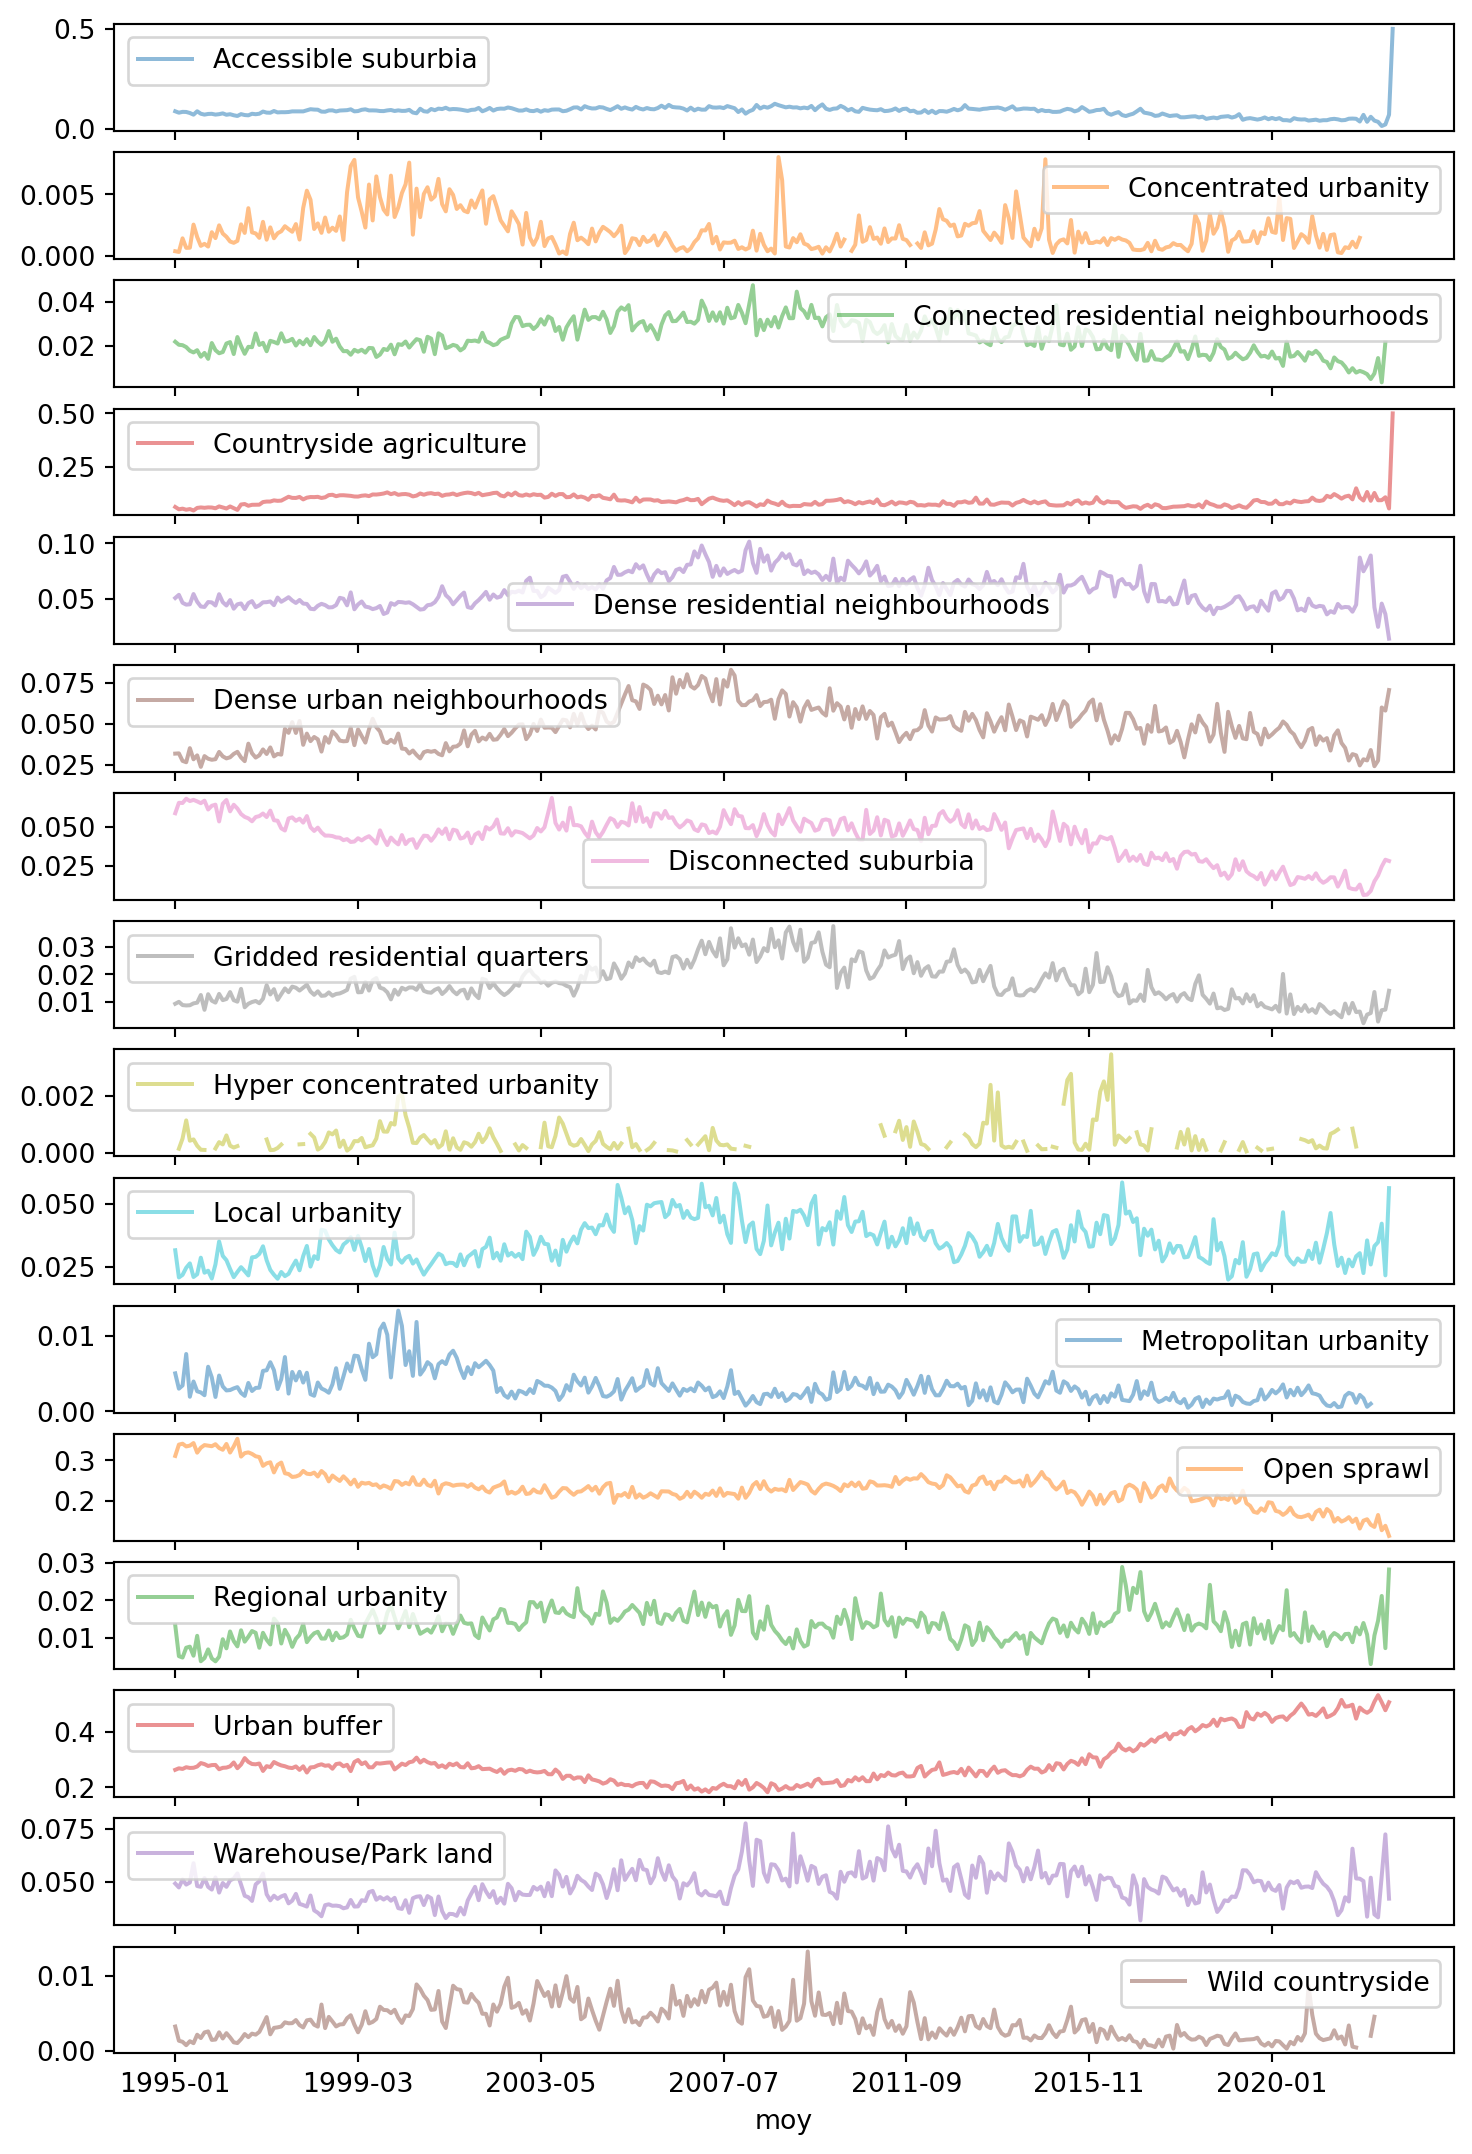 0.5
Accessible suburbia
0.0
0.005
Concentrated urbanity
0.000
0.04
Connected residential neighbourhoods
0.02
0.50
Countryside agriculture
0.25
0.10
0.05
Dense residential neighbourhoods
0.075
Dense urban neighbourhoods
0.050
0.025
0.050
Disconnected suburbia
0.025
0.03
Gridded residential quarters
0.02
0.01
Hyper concentrated urbanity
0.002
0.000
0.050
Local urbanity
0.025
0.01
Metropolitan urbanity
0.00
0.3
Open sprawl
0.2
0.03
Regional urbanity
0.02
0.01
Urban buffer
0.4
0.2
0.075
Warehouse/Park land
0.050
0.01
Wild countryside
0.00
1995-01 1999-03 2003-05 2007-07 2011-09 2015-11 2020-01
moy